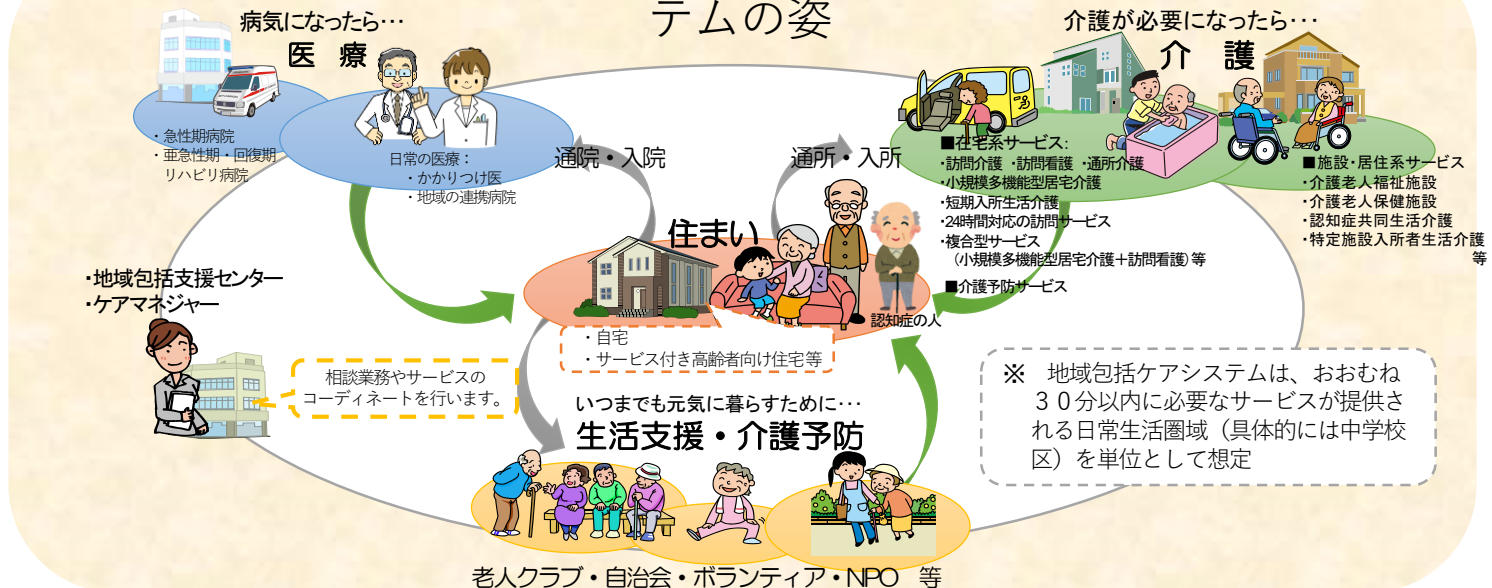 テムの姿
病気になったら･･･
医 療
・急性期病院
・亜急性期・回復期
リハビリ病院
日常の医療：
・かかりつけ医
・地域の連携病院
通院・入院
通所・入所
介護が必要になったら･･･
介 護
■在宅系サービス:
・訪問介護 ・訪問看護 ・通所介護
・小規模多機能型居宅介護
・短期入所生活介護
・24時間対応の訪問サービス
・複合型サービス
（小規模多機能型居宅介護＋訪問看護）等
■介護予防サービス
■施設・居住系サービス
・介護老人福祉施設
・介護老人保健施設
・認知症共同生活介護
・特定施設入所者生活介護
等
住まい
認知症の人
・自宅
・サービス付き高齢者向け住宅等
・地域包括支援センター
・ケアマネジャー
相談業務やサービスの
コーディネートを行います。
いつまでも元気に暮らすために･･･
生活支援・介護予防
老人クラブ・自治会・ボランティア・NPO 等
※ 地域包括ケアシステムは、おおむね
３０分以内に必要なサービスが提供さ
れる日常生活圏域（具体的には中学校
区）を単位として想定